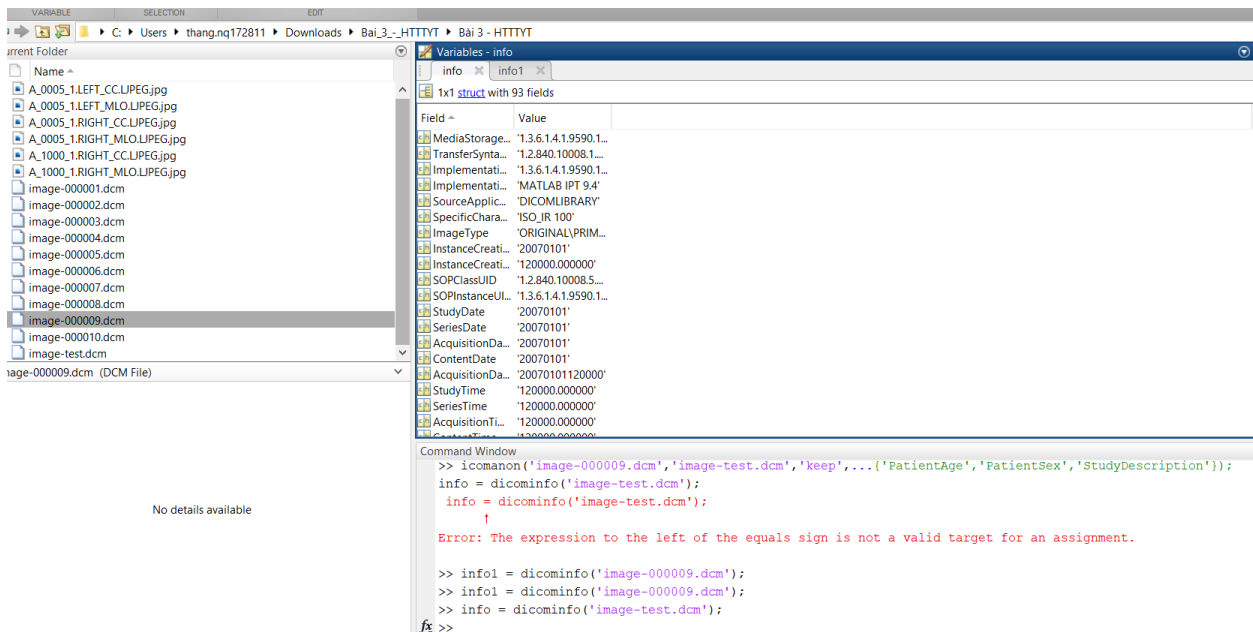 VARIABLE SELECTION EDIT
C: Users thang.nq172811 Downloads Bai_3_-_HTTTYT Bài 3 - HTTTYT
urrent Folder
Name
A_0005_1.LEFT_CC.LJPEG.jpg
A_0005_1.LEFT_MLO.LJPEG.jpg
A_0005_1.RIGHT_CC.LJPEG.jpg
A_0005_1.RIGHT_MLO.LJPEG.jpg
A_1000_1.RIGHT_CC.LJPEG.jpg
A_1000_1.RIGHT_MLO.LJPEG.jpg
image-000001.dcm
image-000002.dcm
image-000003.dcm
image-000004.dcm
image-000005.dcm
image-000006.dcm
image-000007.dcm
image-000008.dcm
image-000009.dcm
image-000010.dcm
image-test.dcm
nage-000009.dcm (DCM File)
No details available
Variables - info
info info1
1x1 struct with 93 fields
Field Value
MediaStorage... '1.3.6.1.4.1.9590.1...
TransferSynta... '1.2.840.10008.1....
Implementati... '1.3.6.1.4.1.9590.1...
Implementati... 'MATLAB IPT 9.4'
SourceApplic... 'DICOMLIBRARY'
SpecificChara... 'ISO_IR 100'
ImageType 'ORIGINAL\PRIM...
InstanceCreati... '20070101'
InstanceCreati... '120000.000000'
SOPClassUID '1.2.840.10008.5....
SOPInstanceUI... '1.3.6.1.4.1.9590.1...
StudyDate '20070101'
SeriesDate '20070101'
AcquisitionDa... '20070101'
ContentDate '20070101'
AcquisitionDa... '20070101120000'
StudyTime '120000.000000'
SeriesTime '120000.000000'
AcquisitionTi... '120000.000000'
ContentTime '120000.000000'
Command Window
>> icomanon('image-000009.dcm','image-test.dcm','keep',...{'PatientAge','PatientSex','StudyDescription'});
info = dicominfo('image-test.dcm');
info = dicominfo('image-test.dcm');
↑
Error: The expression to the left of the equals sign is not a valid target for an assignment.
>> info1 = dicominfo('image-000009.dcm');
>> info1 = dicominfo('image-000009.dcm');
>> info = dicominfo('image-test.dcm');
fx >>